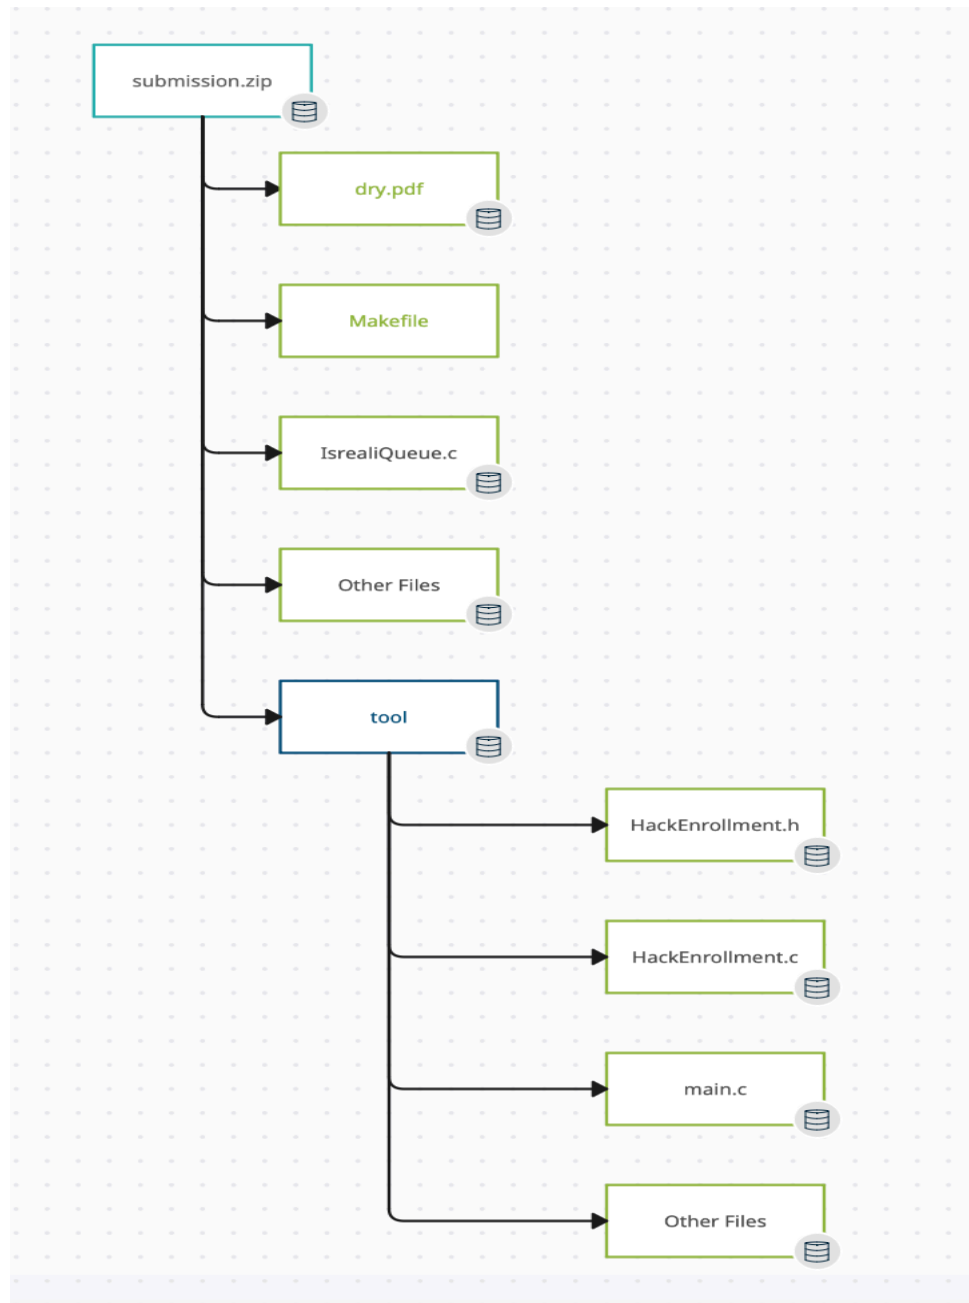 submission.zip
dry.pdf
Makefile
IsrealiQueue.c
Other Files
tool
HackEnrollment.h
HackEnrollment.c
main.c
Other Files